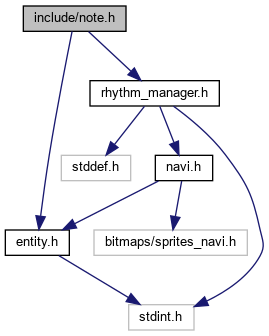 include/note.h
rhythm_manager.h
stddef.h
navi.h
entity.h
bitmaps/sprites_navi.h
stdint.h